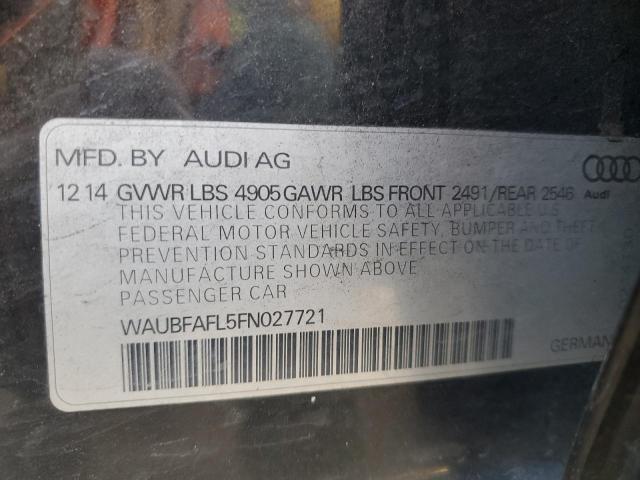 MFD. BY AUDI AG
12 14 GVWR LBS 4905 GAWR LBS FRONT 2491/REAR 2546
Audi
THIS VEHICLE CONFORMS TO ALL APPLICABLE U.S.
FEDERAL MOTOR VEHICLE SAFETY, BUMPER AND THEFT
PREVENTION STANDARDS IN EFFECT ON THE DATE OF
MANUFACTURE SHOWN ABOVE
PASSENGER CAR
WAUBFAFL5FN027721
GERMAN